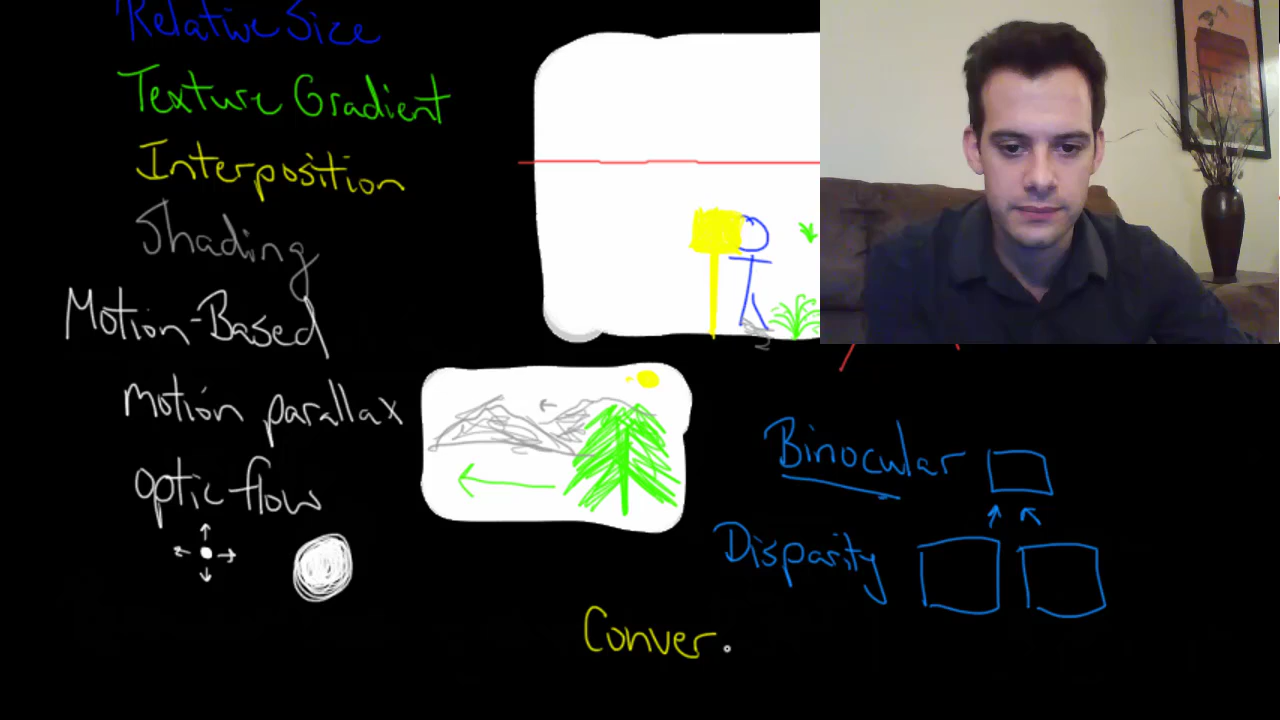 Relative Size
Texture Gradient
Interposition
Shading
Motion-Based
motion parallax
optic flow
Binocular
Disparity
Conver